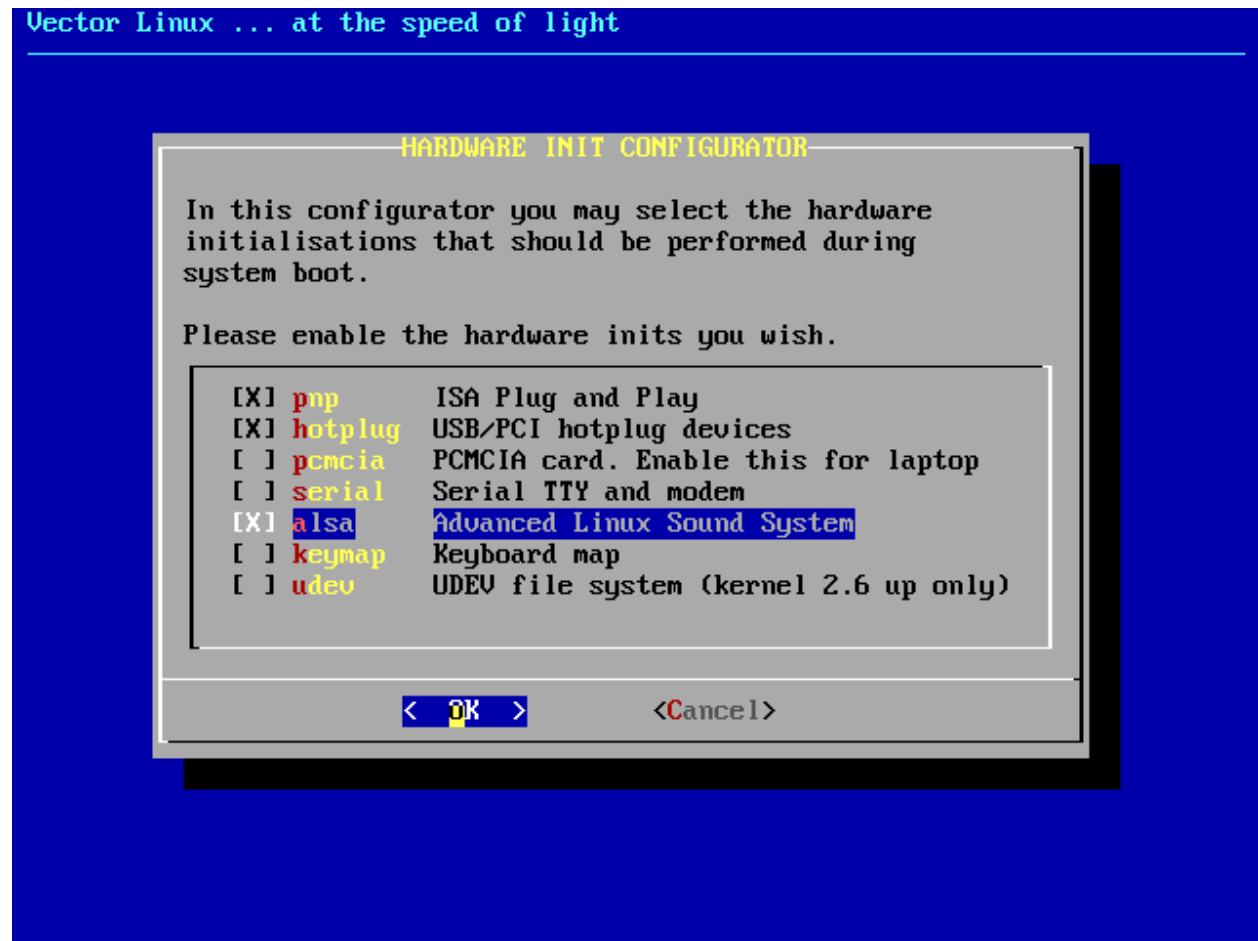 Vector Linux ... at the speed of light
HARDWARE INIT CONFIGURATOR
In this configurator you may select the hardware
initialisations that should be performed during
system boot.
Please enable the hardware inits you wish.
[X] pnp ISA Plug and Play
[X] hotplug USB/PCI hotplug devices
[ ] pcmcia PCMCIA card. Enable this for laptop
[ ] serial Serial TTY and modem
[X] alsa Advanced Linux Sound System
[ ] keymap Keyboard map
[ ] udev UDEV file system (kernel 2.6 up only)
< OK > <Cancel>